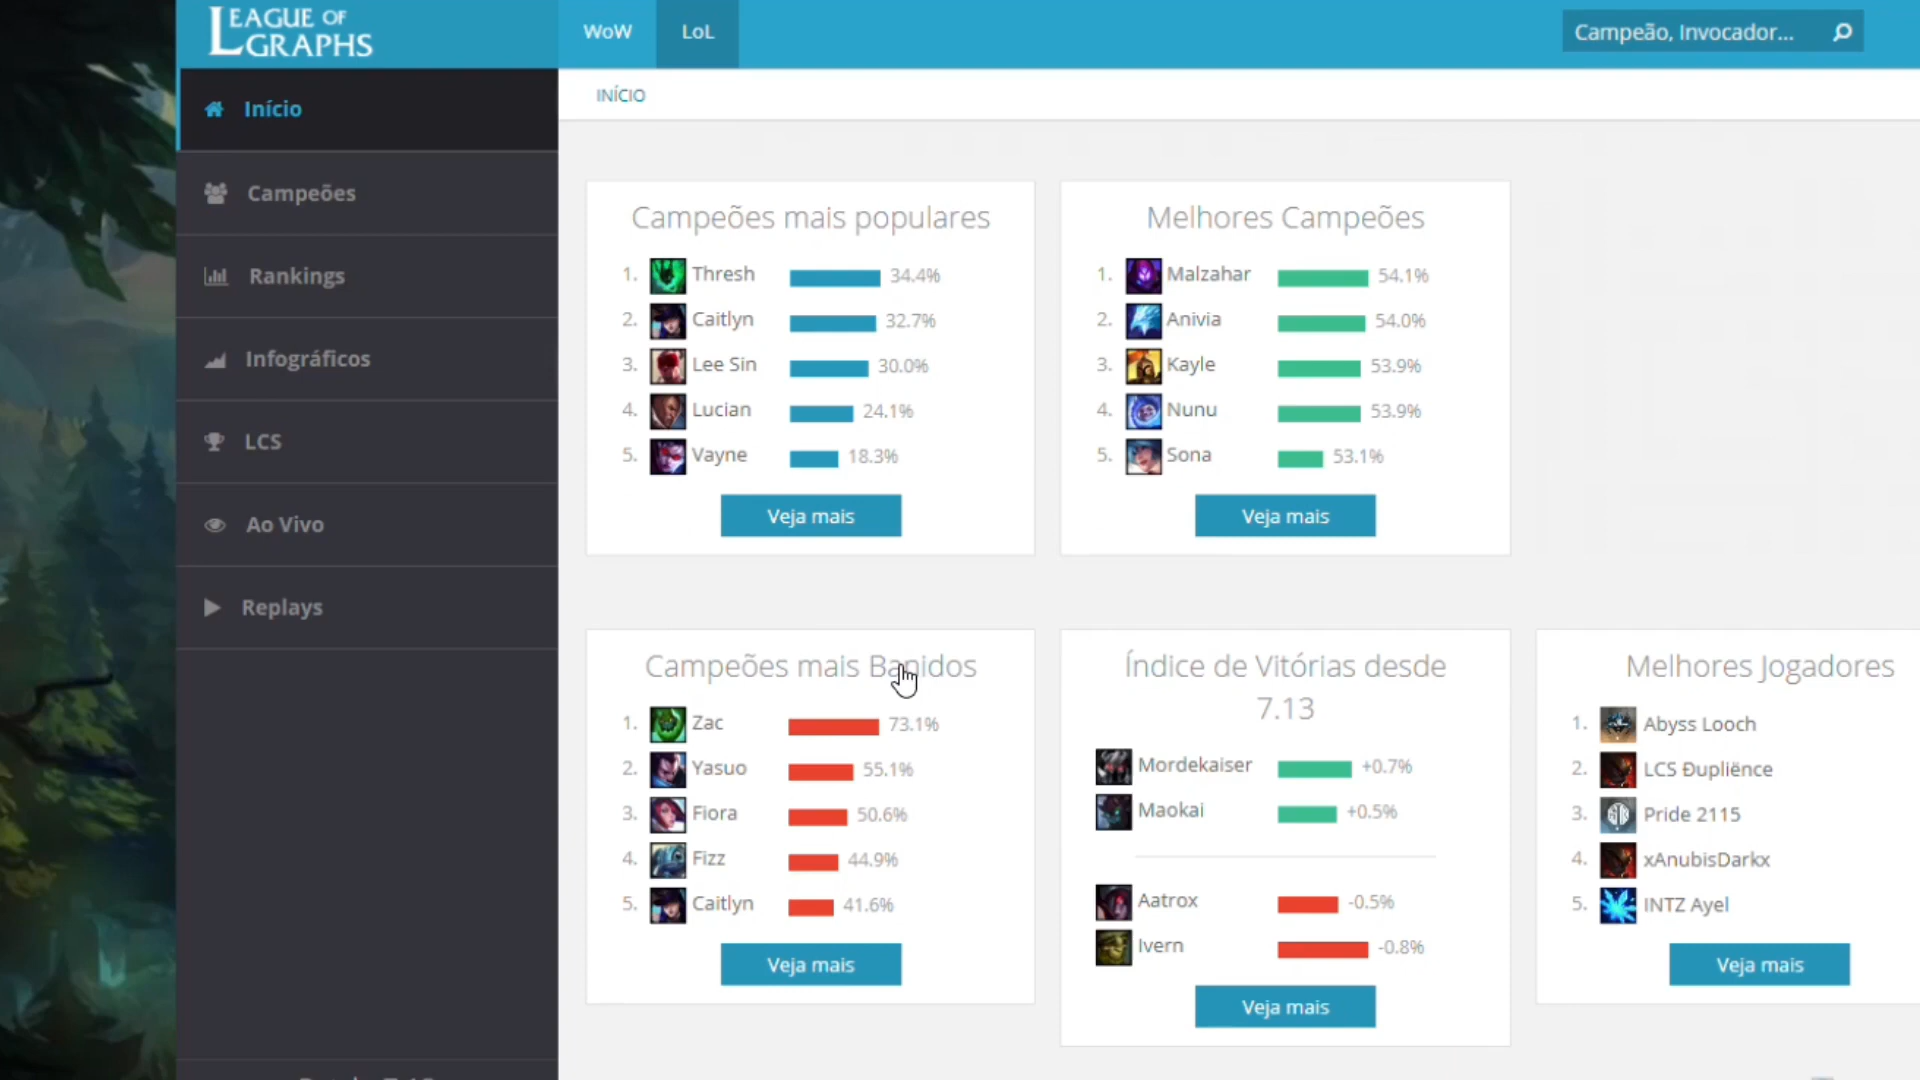 LEAGUE OF
GRAPHS
WoW
LoL
Campeão, Invocador...
Início
Campeões
Rankings
Infográficos
LCS
Ao Vivo
Replays
INÍCIO
Campeões mais populares
1. Thresh 34.4%
2. Caitlyn 32.7%
3. Lee Sin 30.0%
4. Lucian 24.1%
5. Vayne 18.3%
Veja mais
Melhores Campeões
1. Malzahar 54.1%
2. Anivia 54.0%
3. Kayle 53.9%
4. Nunu 53.9%
5. Sona 53.1%
Veja mais
Campeões mais Banidos
1. Zac 73.1%
2. Yasuo 55.1%
3. Fiora 50.6%
4. Fizz 44.9%
5. Caitlyn 41.6%
Veja mais
Índice de Vitórias desde
7.13
Mordekaiser +0.7%
Maokai +0.5%
Aatrox -0.5%
Ivern -0.8%
Veja mais
Melhores Jogadores
1. Abyss Looch
2. LCS Đupliënce
3. Pride 2115
4. xAnubisDarkx
5. INTZ Ayel
Veja mais